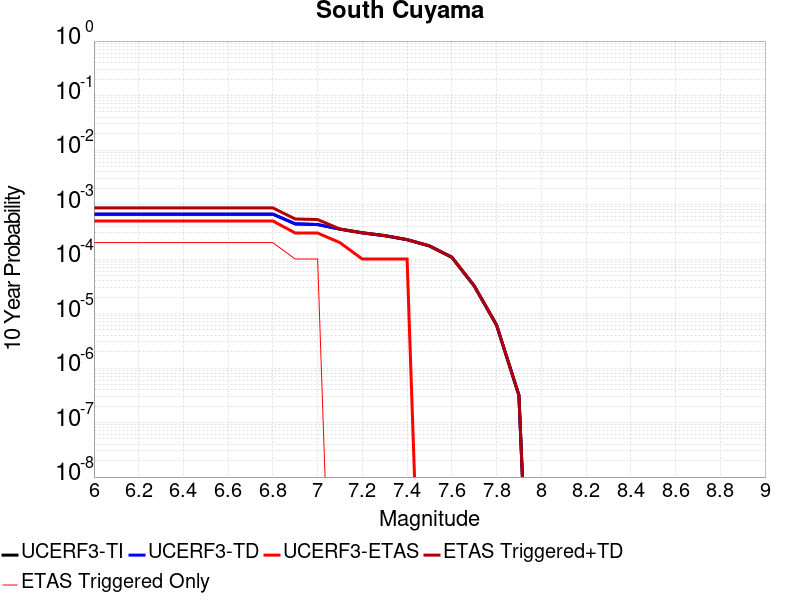 South Cuyama
10 0
10 -1
10 -2
10 -3
10 -4
10 -5
10 -6
10 -7
10 -8
10 Year Probability
6 6.2 6.4 6.6 6.8 7 7.2 7.4 7.6 7.8 8 8.2 8.4 8.6 8.8 9
Magnitude
UCERF3-TI UCERF3-TD UCERF3-ETAS ETAS Triggered+TD
ETAS Triggered Only